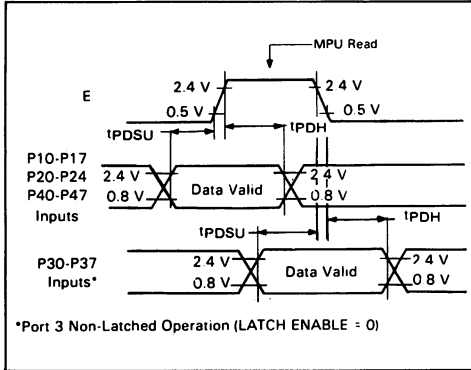 MPU Read
E
2.4 V
2.4 V
0.5 V
0.5 V
tPDSU
tPDH
P10-P17
P20-P24
P40-P47
Inputs
2.4 V
0.8 V
Data Valid
2.4 V
0.8 V
tPDSU
tPDH
P30-P37
Inputs*
2.4 V
0.8 V
Data Valid
2.4 V
0.8 V
*Port 3 Non-Latched Operation (LATCH ENABLE = 0)